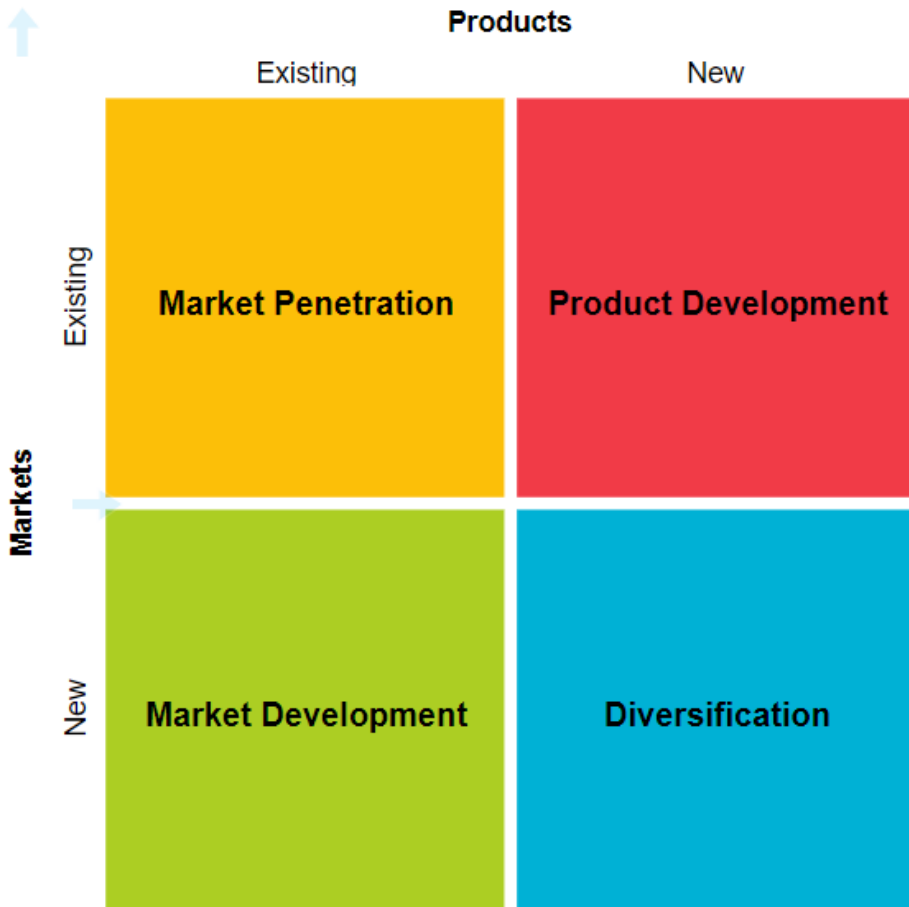 Products
Existing
New
Existing
Market Penetration
Product Development
Markets
New
Market Development
Diversification